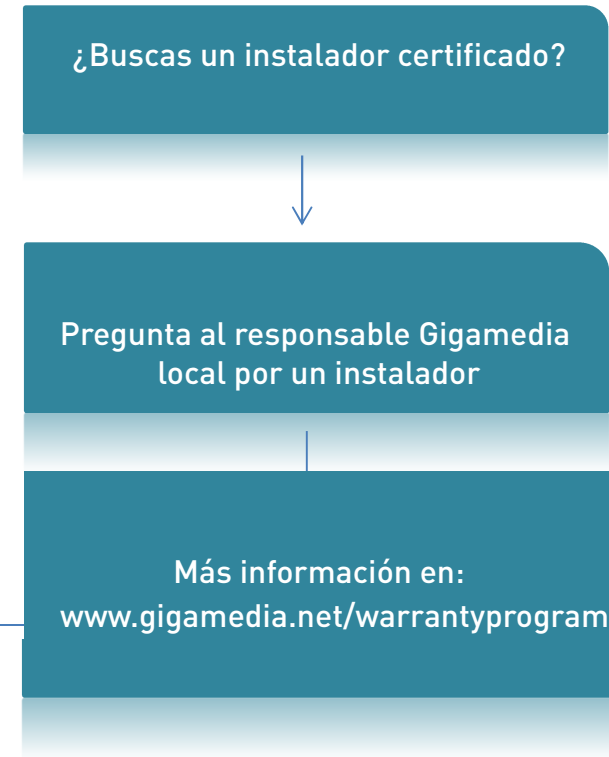 ¿Buscas un instalador certificado?
Pregunta al responsable Gigamedia
local por un instalador
Más información en:
www.gigamedia.net/warrantyprogram